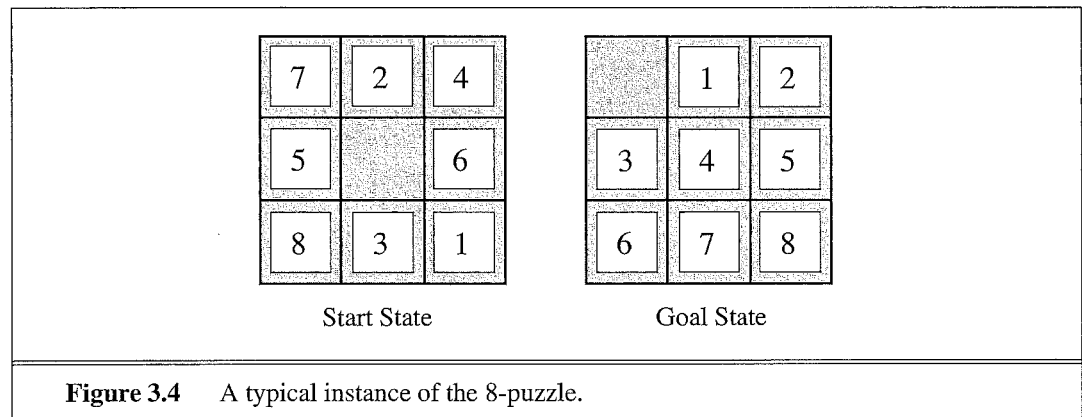 7 2 4 1 2
5 6 3 4 5
8 3 1 6 7 8
Start State Goal State
Figure 3.4 A typical instance of the 8-puzzle.